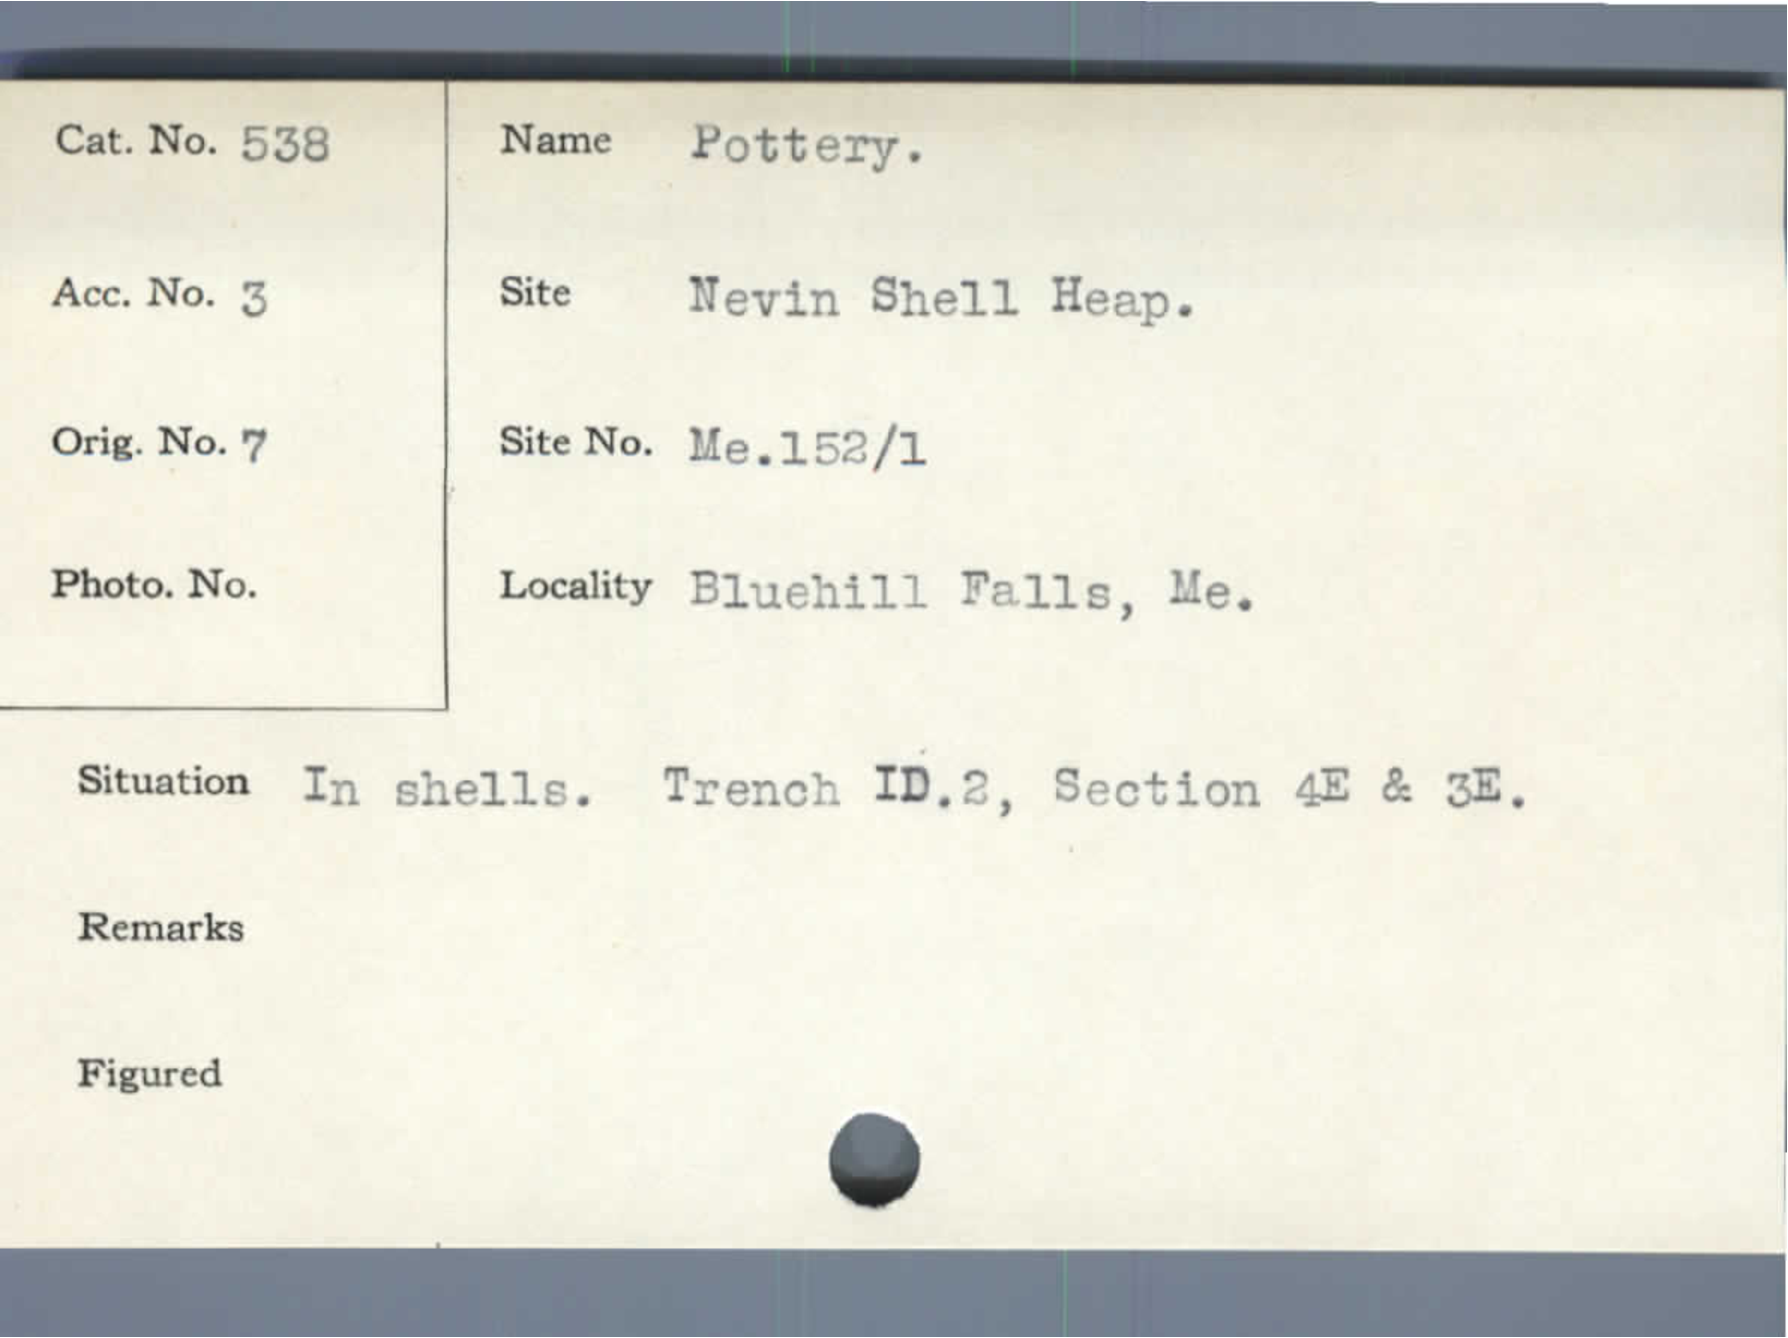 Cat. No. 538
Name Pottery.
Acc. No. 3
Site Nevin Shell Heap.
Orig. No. 7
Site No. Me.152/1
Photo. No.
Locality Bluehill Falls, Me.
Situation In shells. Trench ID.2, Section 4E & 3E.
Remarks
Figured